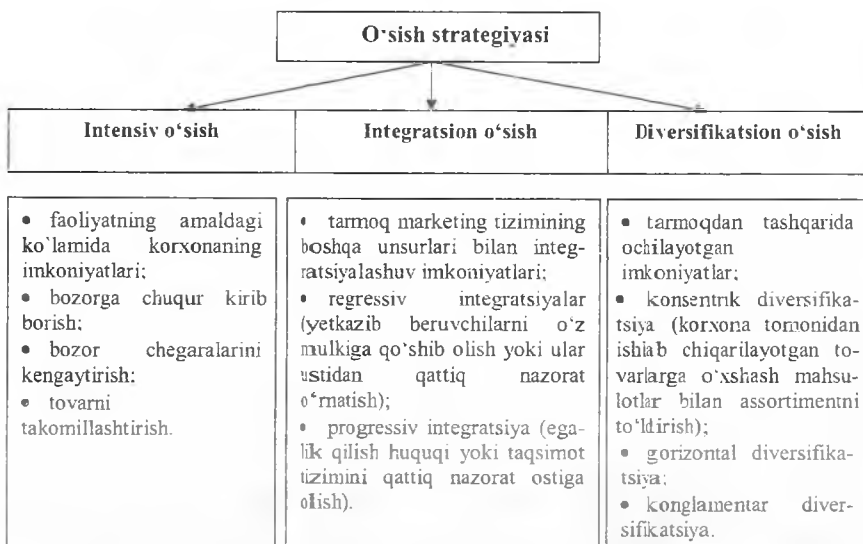 O‘sish strategiyasi
Intensiv o‘sish
Integratsion o‘sish
Diversifikatsion o‘sish
• faoliyatning amaldagi
ko‘lamida korxonaning
imkoniyatlari;
• bozorga chuqur kirib
borish;
• bozor chegaralarini
kengaytirish;
• tovarni
takomillashtirish.
• tarmoq marketing tizimining
boshqa unsurlari bilan integ-
ratsiyalashuv imkoniyatlari;
• regressiv integratsiyalar
(yetkazib beruvchilarni o‘z
mulkiga qo‘shib olish yoki ular
ustidan qattiq nazorat
o‘rnatish);
• progressiv integratsiya (ega-
lik qilish huquqi yoki taqsimot
tizimini qattiq nazorat ostiga
olish).
• tarmoqdan tashqarida
ochilayotgan
imkoniyatlar;
• konsentrik diversifika-
tsiya (korxona tomonidan
ishlab chiqarilayotgan to-
varlarga o‘xshash mahsu-
lotlar bilan assortimentni
to‘ldirish);
• gorizontal diversifika-
tsiya;
• konglamentar diver-
sifikatsiya.